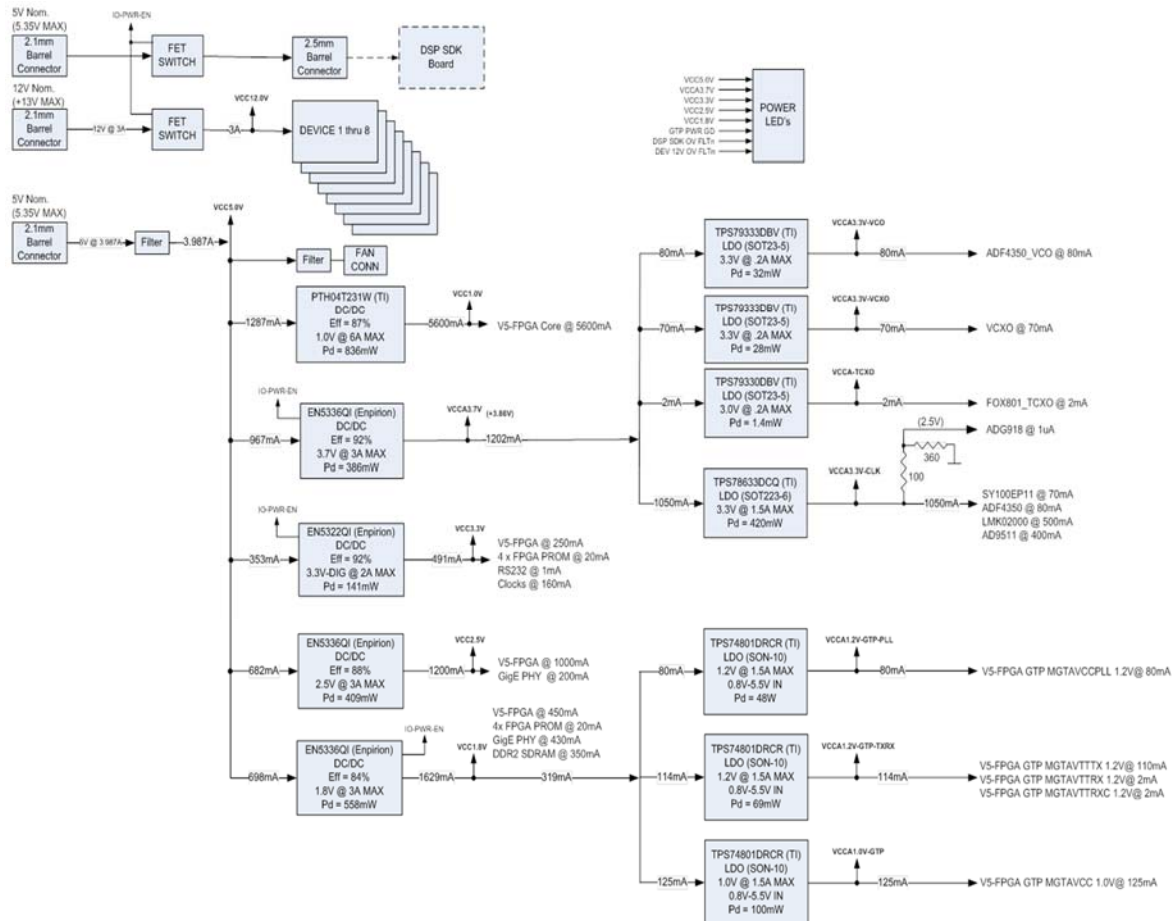 5V Nom.
(5.35V MAX)
2.1mm
Barrel
Connector
IO-PWR-EN
FET
SWITCH
2.5mm
Barrel
Connector
DSP SDK
Board
12V Nom.
(+13V MAX)
2.1mm
Barrel
Connector
12V @ 3A
FET
SWITCH
3A
VCC12.0V
DEVICE 1 thru 8
VCC5.0V
VCCA3.7V
VCC3.3V
VCC2.5V
VCC1.8V
GTP PWR GD
DSP SDK OV FLTn
DEV 12V OV FLTn
POWER
LED's
5V Nom.
(5.35V MAX)
2.1mm
Barrel
Connector
5V @ 3.987A
Filter
3.987A
VCC5.0V
Filter
FAN
CONN
1287mA
PTH04T231W (TI)
DC/DC
Eff = 87%
1.0V @ 6A MAX
Pd = 836mW
5600mA
VCC1.0V
V5-FPGA Core @ 5600mA
IO-PWR-EN
967mA
EN5336QI (Enpirion)
DC/DC
Eff = 92%
3.7V @ 3A MAX
Pd = 386mW
VCCA3.7V
(+3.86V)
1202mA
IO-PWR-EN
353mA
EN5322QI (Enpirion)
DC/DC
Eff = 92%
3.3V-DIG @ 2A MAX
Pd = 141mW
491mA
VCC3.3V
V5-FPGA @ 250mA
4 x FPGA PROM @ 20mA
RS232 @ 1mA
Clocks @ 160mA
682mA
EN5336QI (Enpirion)
DC/DC
Eff = 88%
2.5V @ 3A MAX
Pd = 409mW
1200mA
VCC2.5V
V5-FPGA @ 1000mA
GigE PHY @ 200mA
698mA
EN5336QI (Enpirion)
DC/DC
Eff = 84%
1.8V @ 3A MAX
Pd = 558mW
IO-PWR-EN
1629mA
VCC1.8V
V5-FPGA @ 450mA
4x FPGA PROM @ 20mA
GigE PHY @ 430mA
DDR2 SDRAM @ 350mA
319mA
80mA
TPS79333DBV (TI)
LDO (SOT23-5)
3.3V @ .2A MAX
Pd = 32mW
VCCA3.3V-VCO
80mA
ADF4350_VCO @ 80mA
70mA
TPS79333DBV (TI)
LDO (SOT23-5)
3.3V @ .2A MAX
Pd = 28mW
VCCA3.3V-VCXO
70mA
VCXO @ 70mA
2mA
TPS79330DBV (TI)
LDO (SOT23-5)
3.0V @ .2A MAX
Pd = 1.4mW
VCCA-TCXO
2mA
FOX801_TCXO @ 2mA
(2.5V)
ADG918 @ 1uA
360
100
1050mA
TPS78633DCQ (TI)
LDO (SOT223-6)
3.3V @ 1.5A MAX
Pd = 420mW
VCCA3.3V-CLK
1050mA
SY100EP11 @ 70mA
ADF4350 @ 80mA
LMK02000 @ 500mA
AD9511 @ 400mA
80mA
TPS74801DRCR (TI)
LDO (SON-10)
1.2V @ 1.5A MAX
0.8V-5.5V IN
Pd = 48W
VCCA1.2V-GTP-PLL
80mA
V5-FPGA GTP MGTAVCCPLL 1.2V@ 80mA
114mA
TPS74801DRCR (TI)
LDO (SON-10)
1.2V @ 1.5A MAX
0.8V-5.5V IN
Pd = 69mW
VCCA1.2V-GTP-TXRX
114mA
V5-FPGA GTP MGTAVTTTX 1.2V@ 110mA
V5-FPGA GTP MGTAVTTRX 1.2V@ 2mA
V5-FPGA GTP MGTAVTTRXC 1.2V@ 2mA
125mA
TPS74801DRCR (TI)
LDO (SON-10)
1.0V @ 1.5A MAX
0.8V-5.5V IN
Pd = 100mW
VCCA1.0V-GTP
125mA
V5-FPGA GTP MGTAVCC 1.0V@ 125mA